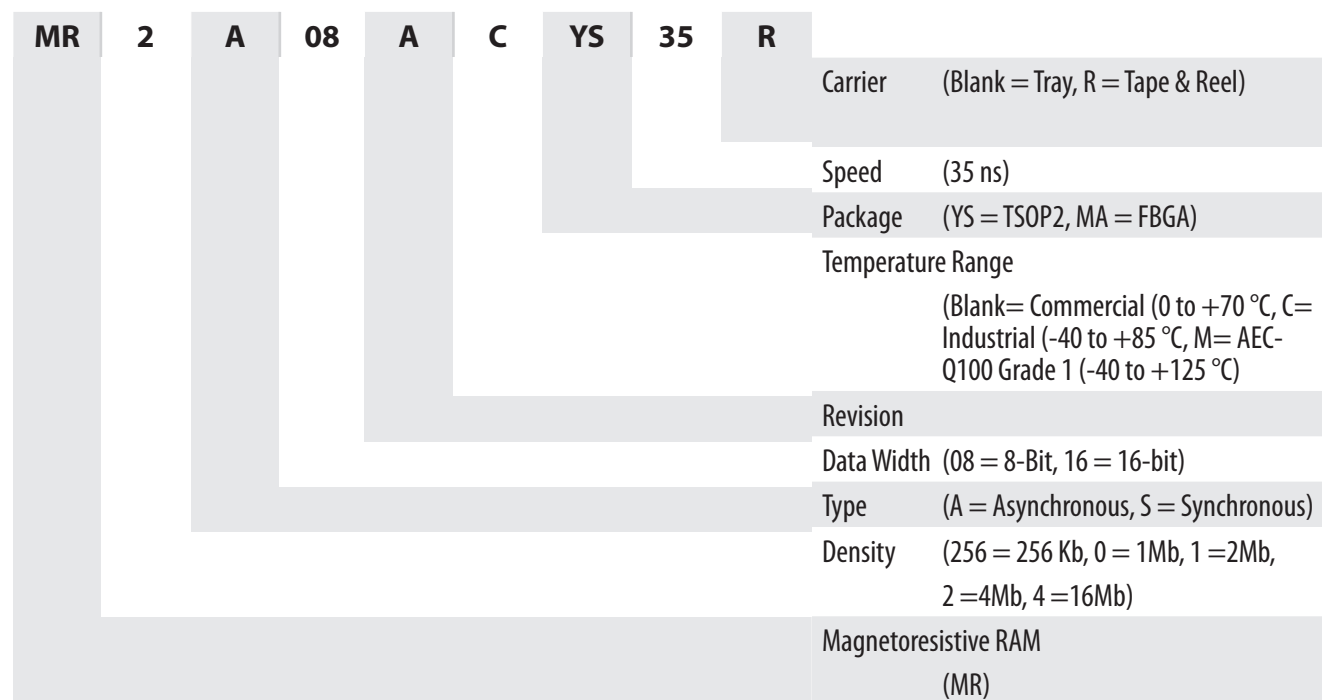 MR 2 A 08 A C YS 35 R
Carrier (Blank = Tray, R = Tape & Reel)
Speed (35 ns)
Package (YS = TSOP2, MA = FBGA)
Temperature Range
(Blank= Commercial (0 to +70 °C, C=
Industrial (-40 to +85 °C, M= AEC-
Q100 Grade 1 (-40 to +125 °C)
Revision
Data Width (08 = 8-Bit, 16 = 16-bit)
Type (A = Asynchronous, S = Synchronous)
Density (256 = 256 Kb, 0 = 1Mb, 1 =2Mb,
2 =4Mb, 4 =16Mb)
Magnetoresistive RAM
(MR)